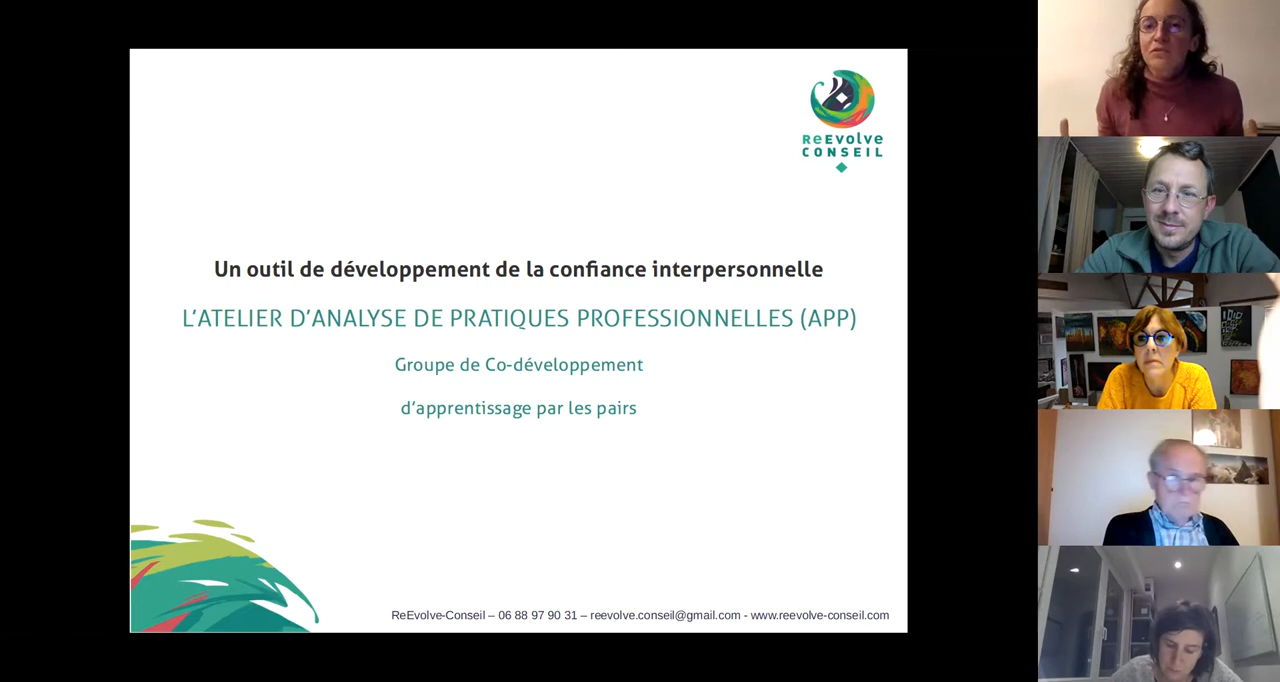 ReEvolve
CONSEIL
Un outil de développement de la confiance interpersonnelle
L'ATELIER D'ANALYSE DE PRATIQUES PROFESSIONNELLES (APP)
Groupe de Co-développement
d'apprentissage par les pairs
ReEvolve-Conseil – 06 88 97 90 31 – reevolve.conseil@gmail.com - www.reevolve-conseil.com